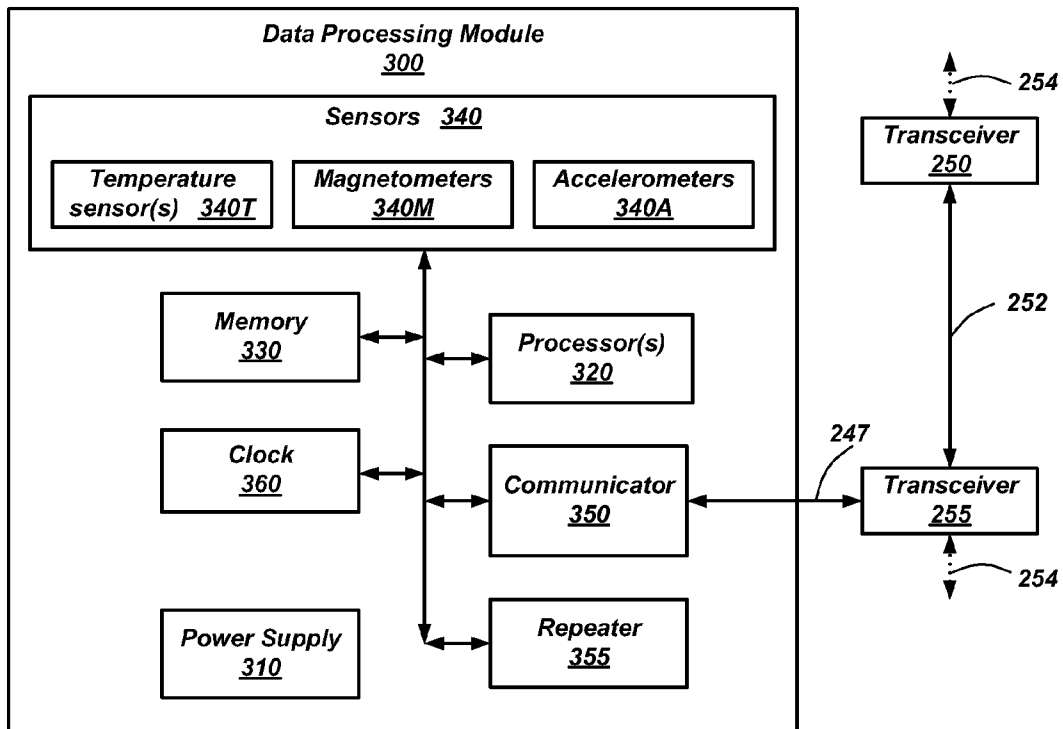 Data Processing Module
300
Sensors 340
Temperature
sensor(s) 340T
Magnetometers
340M
Accelerometers
340A
Memory
330
Processor(s)
320
Clock
360
Communicator
350
Power Supply
310
Repeater
355
254
Transceiver
250
252
247
Transceiver
255
254